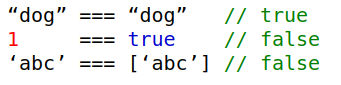 “dog” === “dog”   // true
1     === true    // false
‘abc’ === [‘abc’] // false